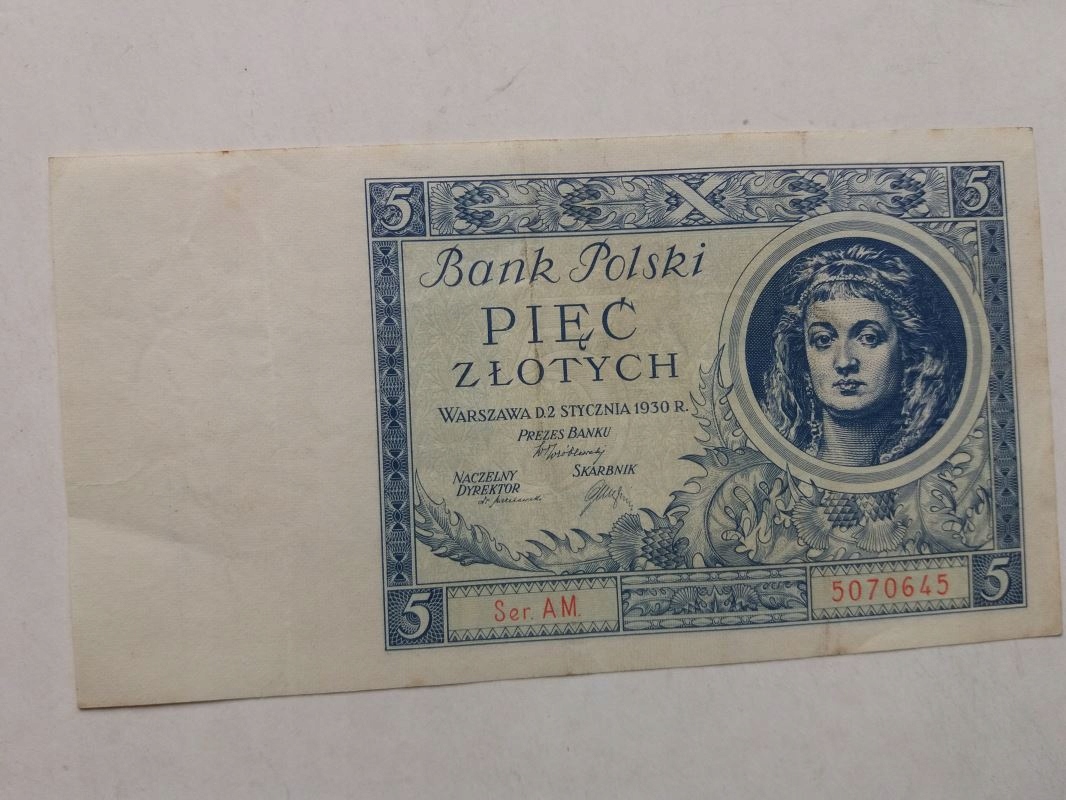 5 5
Bank Polski
PIĘĆ
ZŁOTYCH
WARSZAWA D.2 STYCZNIA 1930 R.
PREZES BANKU
NACZELNY DYREKTOR
SKARBNIK
5 Ser. AM. 5070645 5